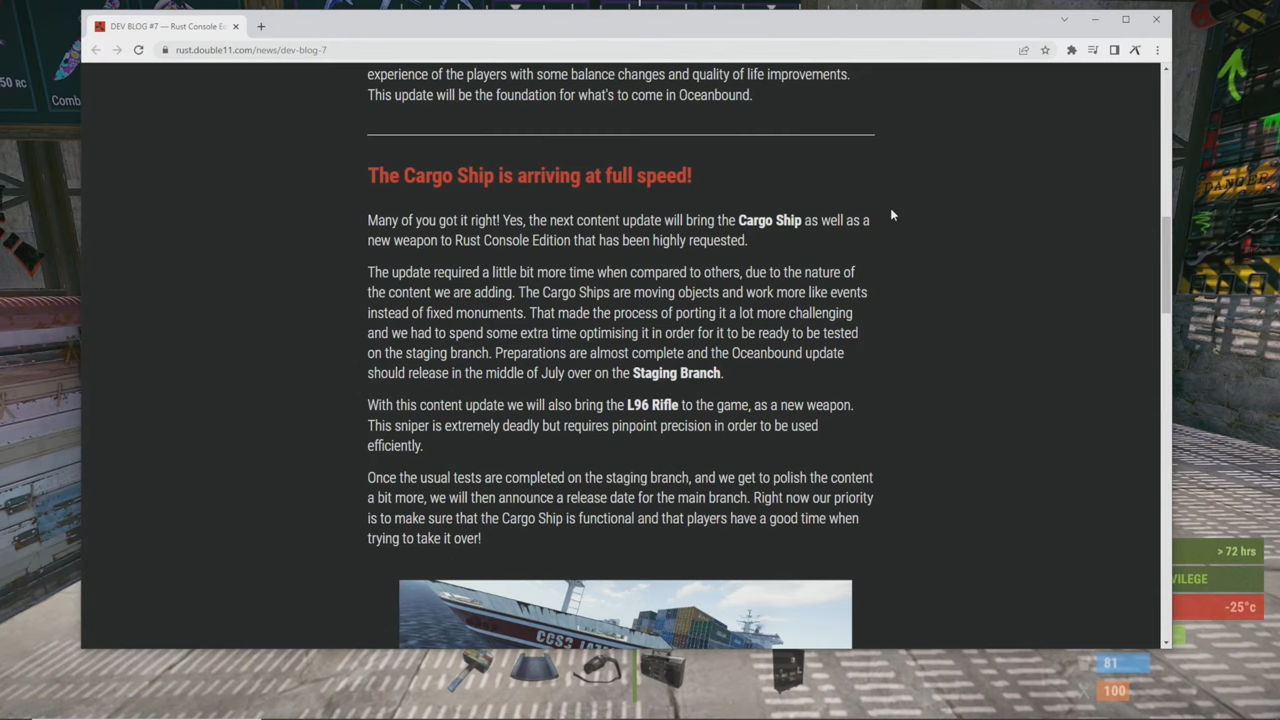 50 RC
Comb
DEV BLOG #7 — Rust Console Ed
rust.double11.com/news/dev-blog-7
experience of the players with some balance changes and quality of life improvements.
This update will be the foundation for what's to come in Oceanbound.
The Cargo Ship is arriving at full speed!
Many of you got it right! Yes, the next content update will bring the Cargo Ship as well as a
new weapon to Rust Console Edition that has been highly requested.
The update required a little bit more time when compared to others, due to the nature of
the content we are adding. The Cargo Ships are moving objects and work more like events
instead of fixed monuments. That made the process of porting it a lot more challenging
and we had to spend some extra time optimising it in order for it to be ready to be tested
on the staging branch. Preparations are almost complete and the Oceanbound update
should release in the middle of July over on the Staging Branch.
With this content update we will also bring the L96 Rifle to the game, as a new weapon.
This sniper is extremely deadly but requires pinpoint precision in order to be used
efficiently.
Once the usual tests are completed on the staging branch, and we get to polish the content
a bit more, we will then announce a release date for the main branch. Right now our priority
is to make sure that the Cargo Ship is functional and that players have a good time when
trying to take it over!
DANGER
> 72 hrs
VILEGE
-25°c
81
100